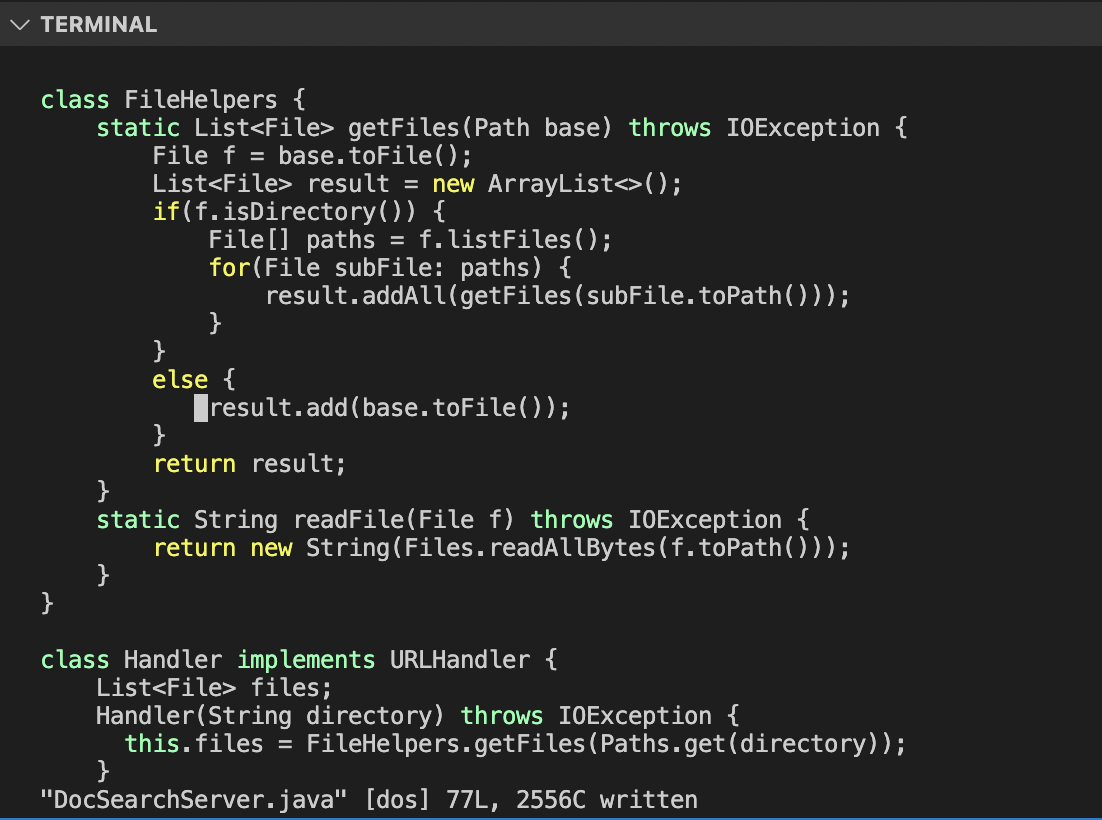 TERMINAL
class FileHelpers {
    static List<File> getFiles(Path base) throws IOException {
        File f = base.toFile();
        List<File> result = new ArrayList<>();
        if(f.isDirectory()) {
            File[] paths = f.listFiles();
            for(File subFile: paths) {
                result.addAll(getFiles(subFile.toPath()));
            }
        }
        else {
            result.add(base.toFile());
        }
        return result;
    }
    static String readFile(File f) throws IOException {
        return new String(Files.readAllBytes(f.toPath()));
    }
}
class Handler implements URLHandler {
    List<File> files;
    Handler(String directory) throws IOException {
      this.files = FileHelpers.getFiles(Paths.get(directory));
    }
"DocSearchServer.java" [dos] 77L, 2556C written